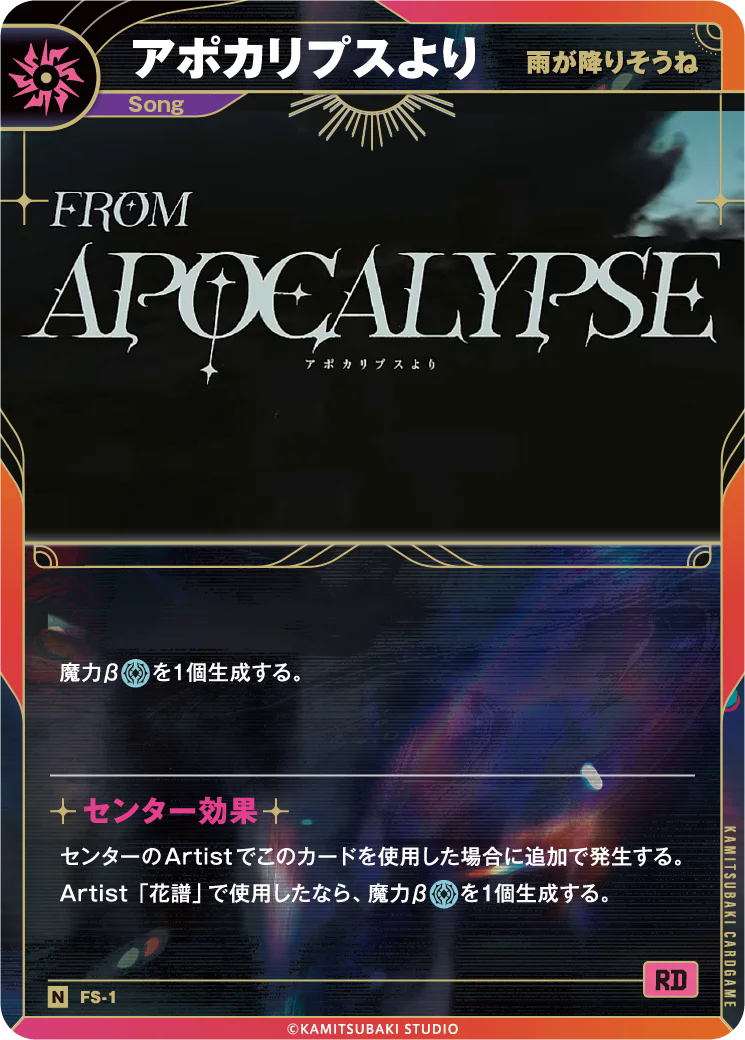 アポカリプスより
雨が降りそうね
Song
FROM
APOCALYPSE
アポカリプスより
魔力βを1個生成する。
センター効果
センターのArtistでこのカードを使用した場合に追加で発生する。
Artist「花譜」で使用したなら、魔力βを1個生成する。
KAMITSUBAKI CARDGAME
RD
N FS-1
©KAMITSUBAKI STUDIO